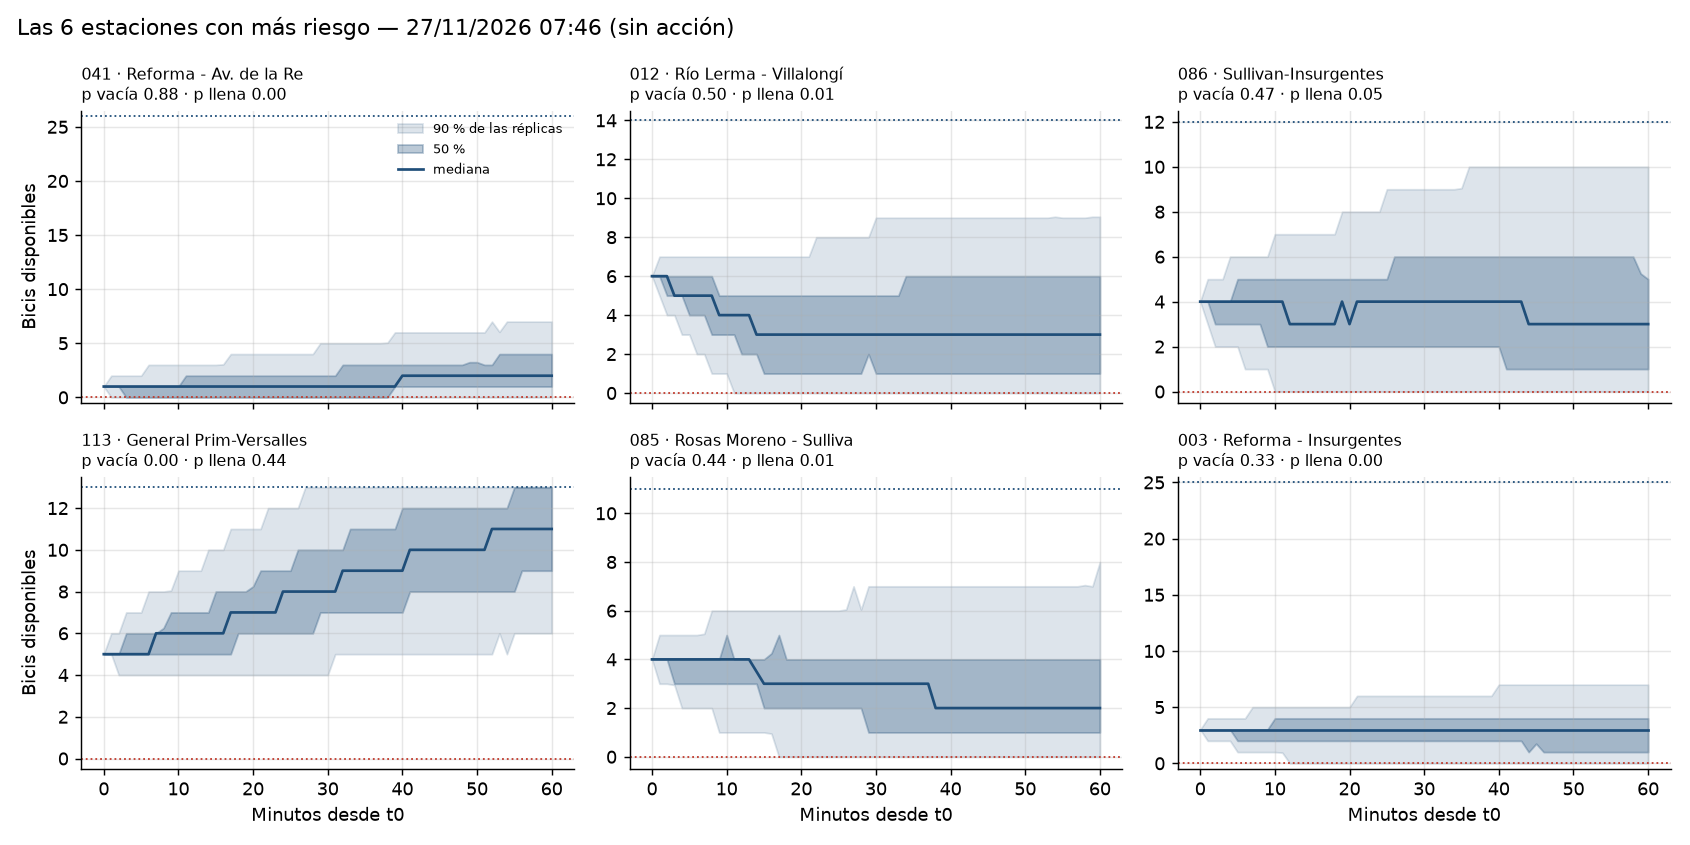 Las 6 estaciones con más riesgo — 27/11/2026 07:46 (sin acción)
041 · Reforma - Av. de la Re
p vacía 0.88 · p llena 0.00
25
20
15
10
5
0
Bicis disponibles
90 % de las réplicas
50 %
mediana
012 · Río Lerma - Villalongí
p vacía 0.50 · p llena 0.01
14
12
10
8
6
4
2
0
086 · Sullivan-Insurgentes
p vacía 0.47 · p llena 0.05
12
10
8
6
4
2
0
113 · General Prim-Versalles
p vacía 0.00 · p llena 0.44
12
10
8
6
4
2
0
Bicis disponibles
0 10 20 30 40 50 60
Minutos desde t0
085 · Rosas Moreno - Sulliva
p vacía 0.44 · p llena 0.01
10
8
6
4
2
0
0 10 20 30 40 50 60
Minutos desde t0
003 · Reforma - Insurgentes
p vacía 0.33 · p llena 0.00
25
20
15
10
5
0
0 10 20 30 40 50 60
Minutos desde t0